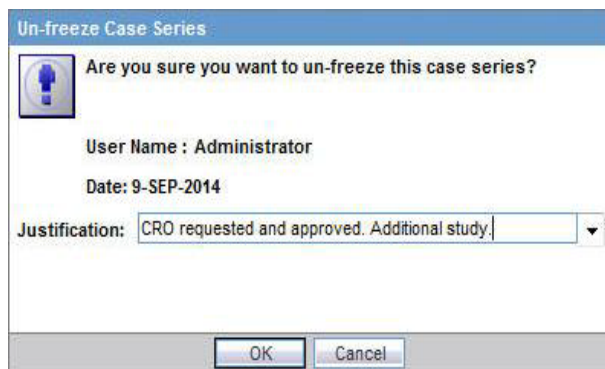 Un-freeze Case Series
Are you sure you want to un-freeze this case series?
User Name : Administrator
Date: 9-SEP-2014
Justification: CRO requested and approved. Additional study.
OK Cancel